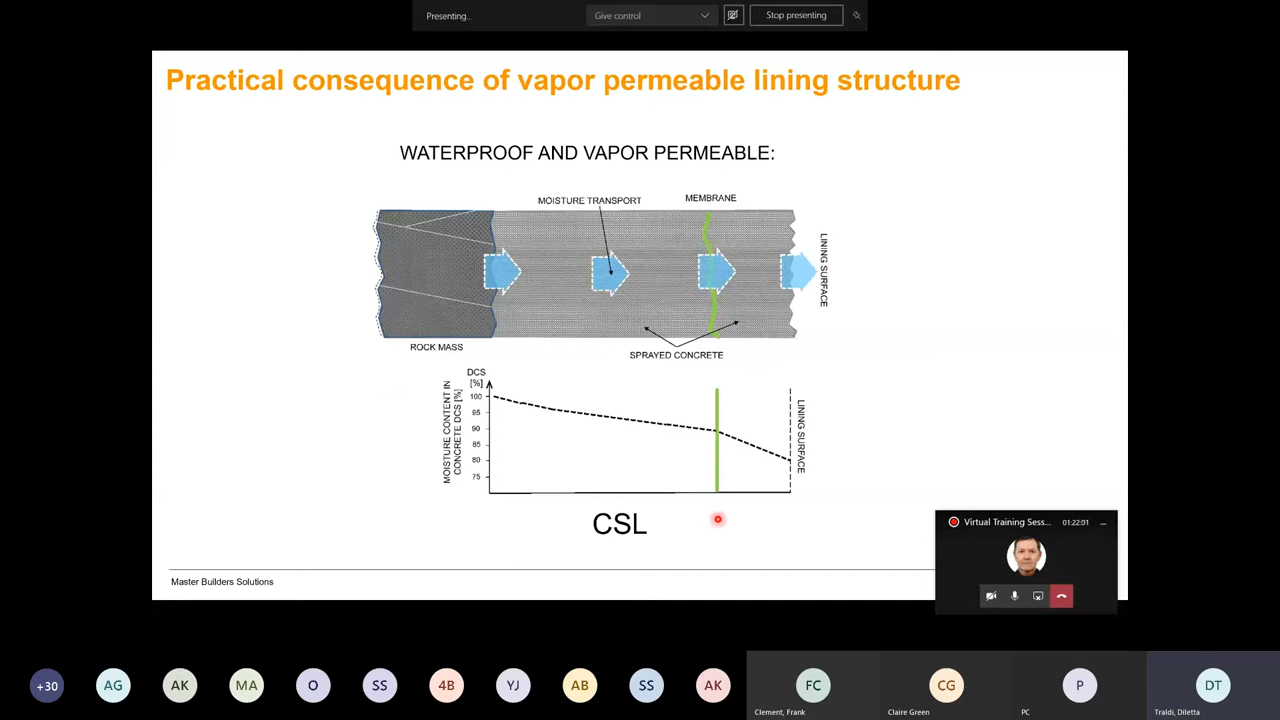 Presenting...
Give control
Stop presenting
Practical consequence of vapor permeable lining structure
WATERPROOF AND VAPOR PERMEABLE:
MOISTURE TRANSPORT
MEMBRANE
LINING SURFACE
ROCK MASS
SPRAYED CONCRETE
DCS
[%]
MOISTURE CONTENT IN
CONCRETE DCS [%]
100
95
90
85
80
75
LINING SURFACE
CSL
Virtual Training Sess... 01:22:01
Master Builders Solutions
+30
AG
AK
MA
O
SS
4B
YJ
AB
SS
AK
FC
Clement, Frank
CG
Claire Green
P
PC
DT
Traldi, Diletta